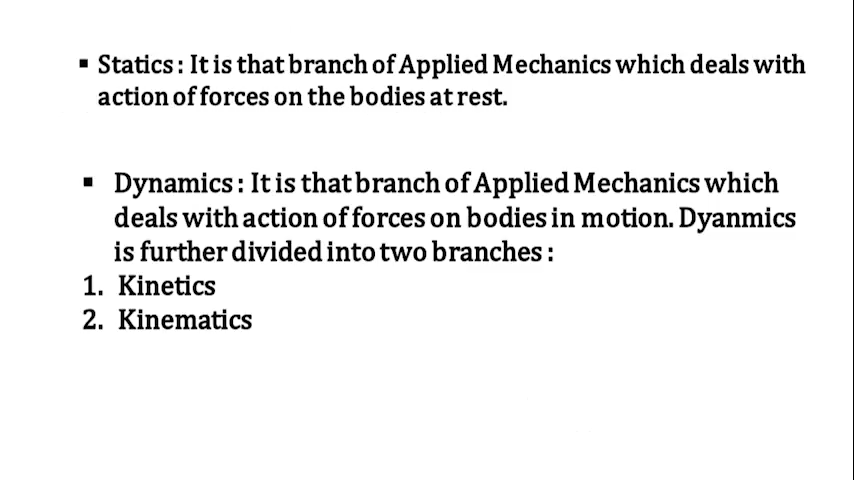 ▪ Statics : It is that branch of Applied Mechanics which deals with
action of forces on the bodies at rest.
▪ Dynamics : It is that branch of Applied Mechanics which
deals with action of forces on bodies in motion. Dyanmics
is further divided into two branches :
1. Kinetics
2. Kinematics